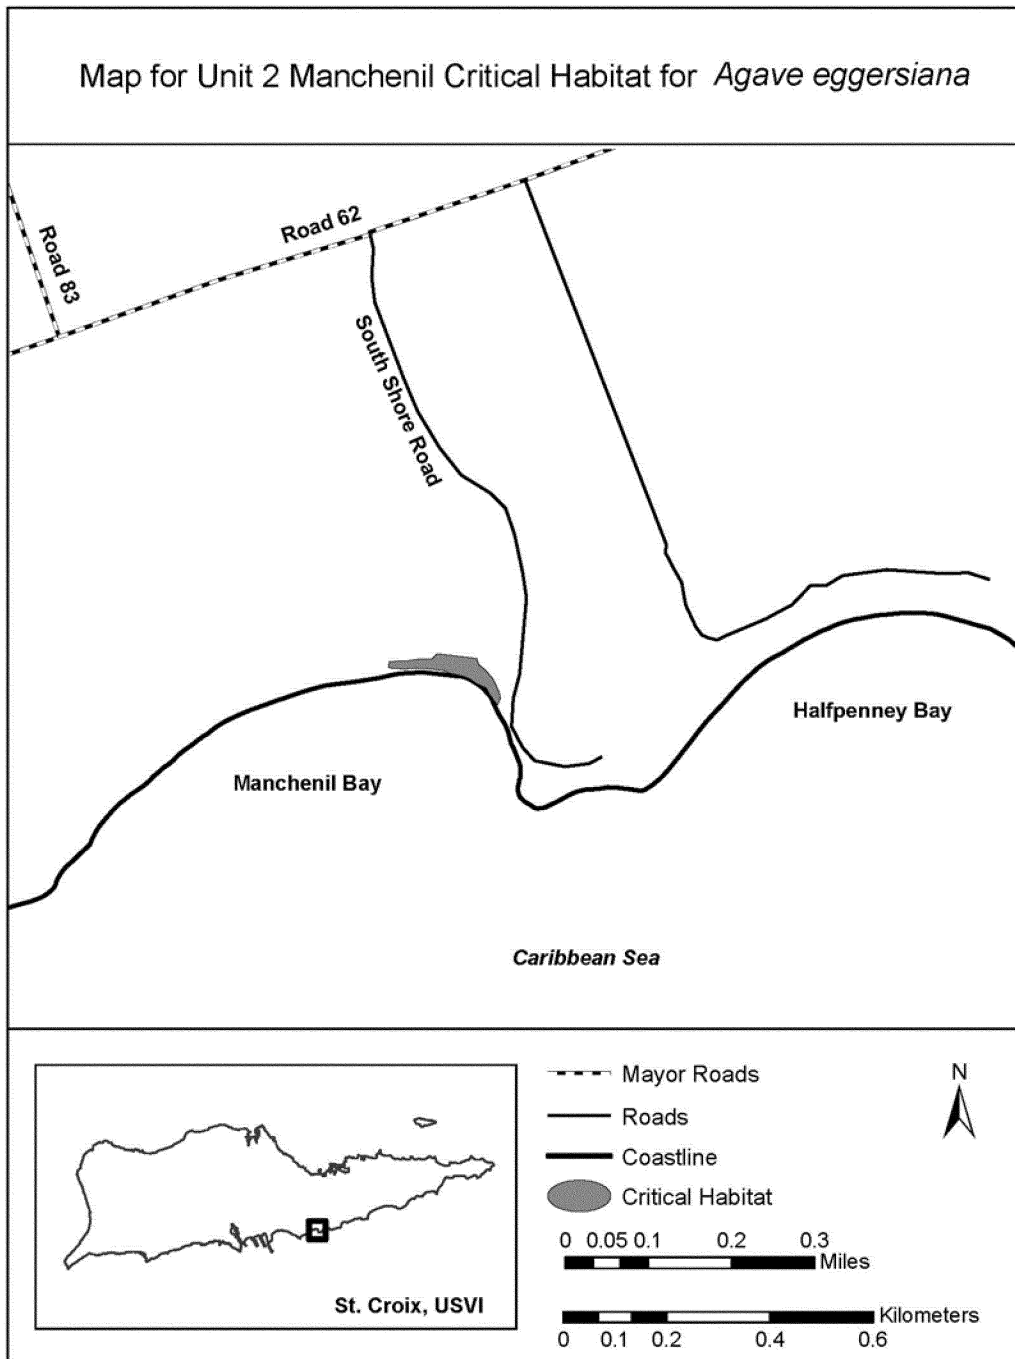 Map for Unit 2 Manchenil Critical Habitat for Agave eggersiana
Road 62
Road 83
South Shore Road
Halfpenney Bay
Manchenil Bay
Caribbean Sea
Mayor Roads
Roads
Coastline
Critical Habitat
N
0 0.05 0.1 0.2 0.3
Miles
Kilometers
0 0.1 0.2 0.4 0.6
St. Croix, USVI